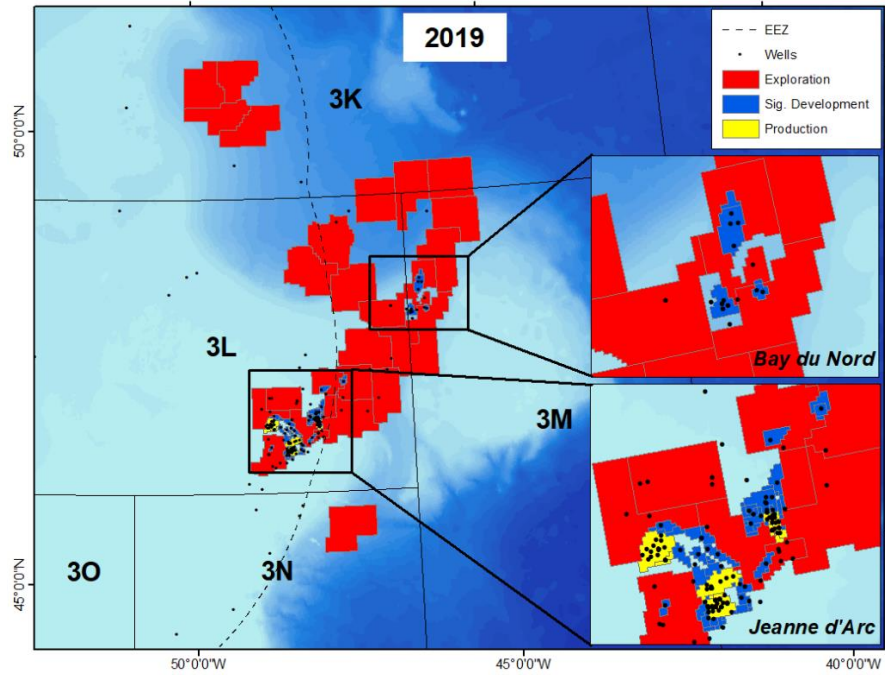 2019
EEZ
Wells
Exploration
Sig. Development
Production
3K
50°0'0"N
3L
Bay du Nord
3M
3O
3N
45°0'0"N
Jeanne d'Arc
50°0'0"W
45°0'0"W
40°0'0"W